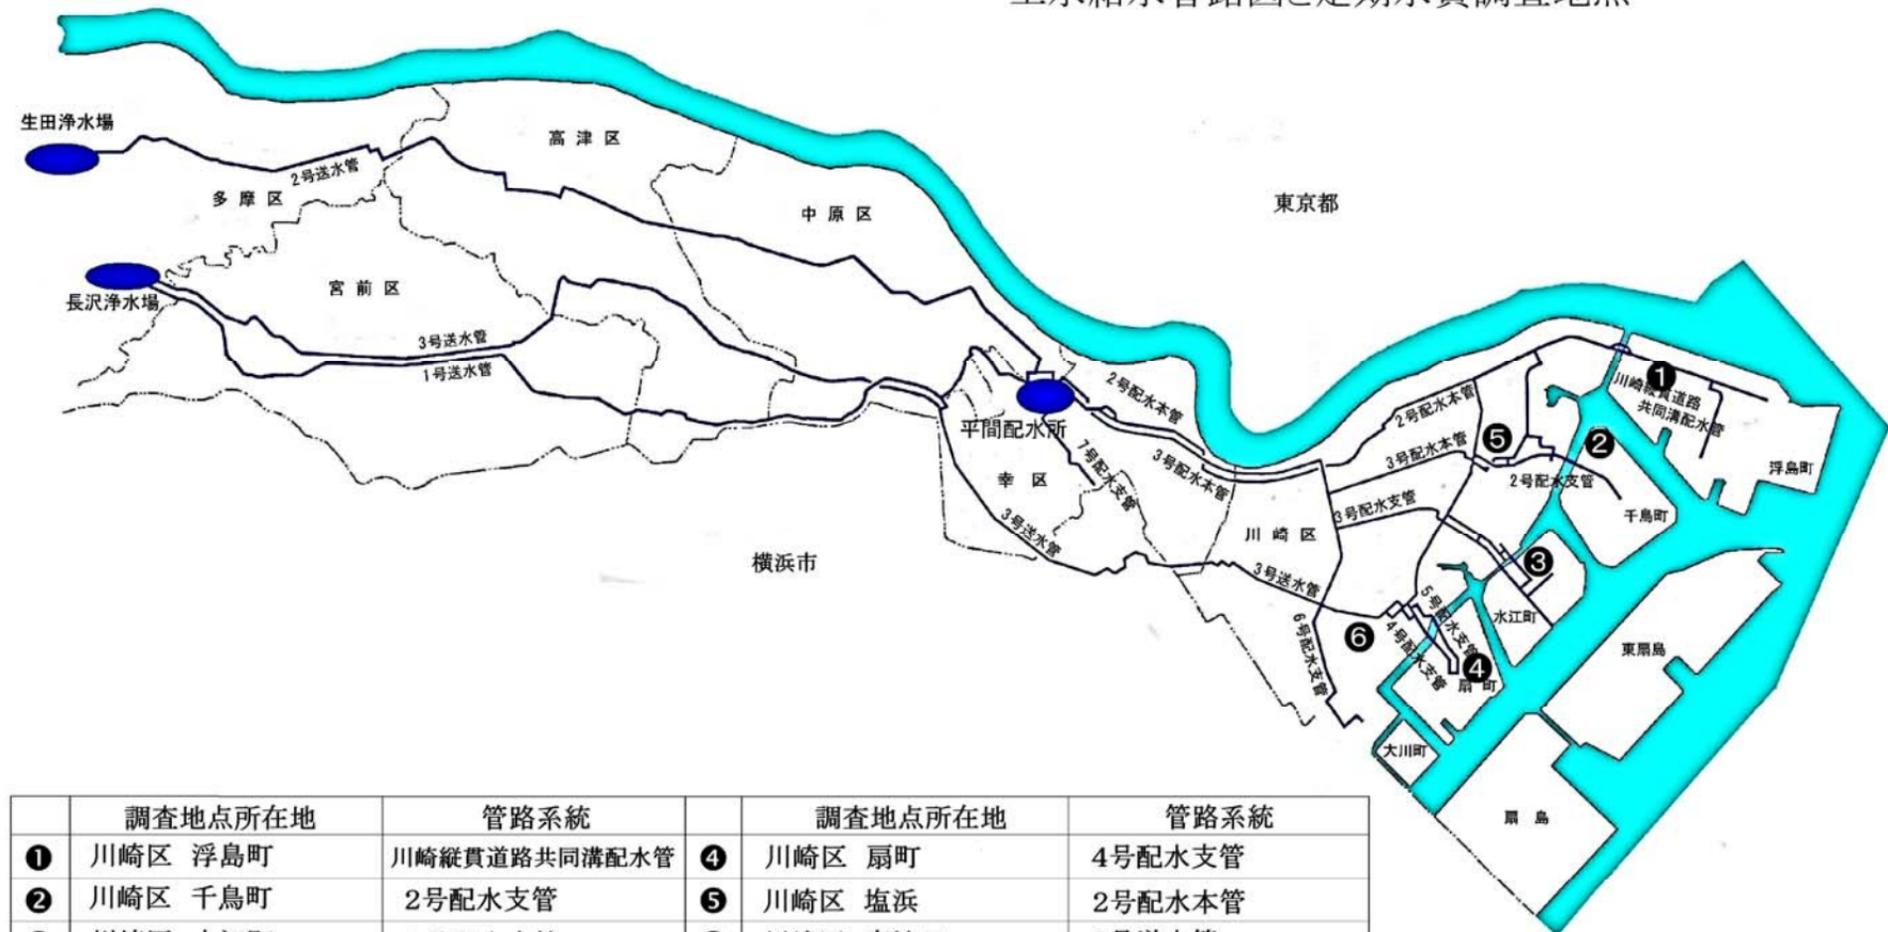 生田浄水場
高津区
2号送水管
多摩区
中原区
東京都
長沢浄水場
宮前区
3号送水管
1号送水管
2号配水本管
平間配水所
7号配水支管
3号配水本管
幸区
3号送水管
横浜市
川崎区
3号送水管
2号配水本管
3号配水本管
3号配水支管
❶
川崎縦貫道路
共同溝配水管
❷
❺
2号配水支管
浮島町
千鳥町
❸
水江町
5号配水支管
4号配水支管
6号配水支管
❻
❹
扇町
東扇島
大川町
扇島
調査地点所在地 管路系統 調査地点所在地 管路系統
❶ 川崎区 浮島町 川崎縦貫道路共同溝配水管 ❹ 川崎区 扇町 4号配水支管
❷ 川崎区 千鳥町 2号配水支管 ❺ 川崎区 塩浜 2号配水本管